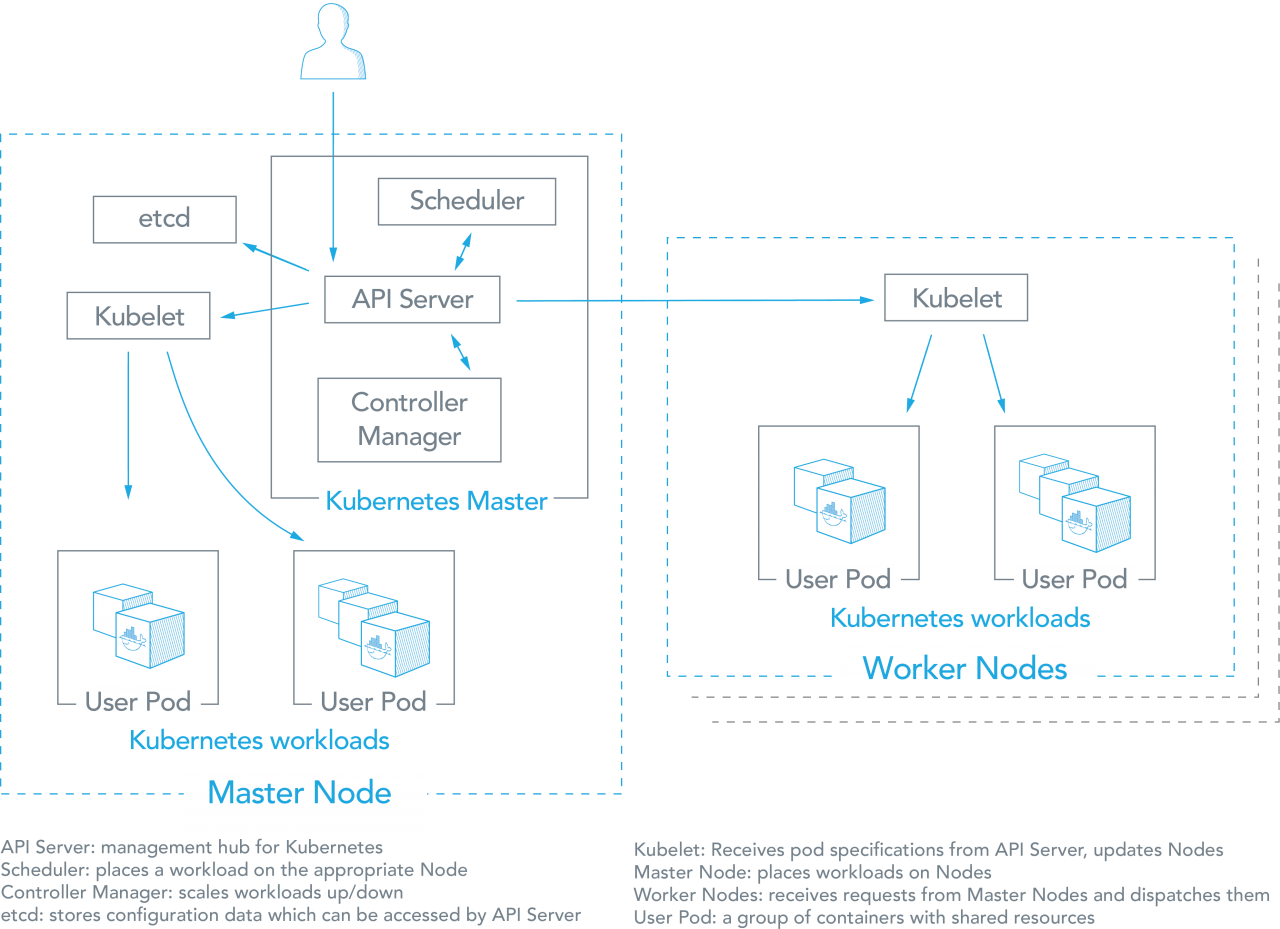 Scheduler
etcd
API Server
Kubelet
Kubelet
Controller
Manager
Kubernetes Master
User Pod
User Pod
Kubernetes workloads
Worker Nodes
User Pod
User Pod
Kubernetes workloads
Master Node
API Server: management hub for Kubernetes
Scheduler: places a workload on the appropriate Node
Controller Manager: scales workloads up/down
etcd: stores configuration data which can be accessed by API Server
Kubelet: Receives pod specifications from API Server, updates Nodes
Master Node: places workloads on Nodes
Worker Nodes: receives requests from Master Nodes and dispatches them
User Pod: a group of containers with shared resources